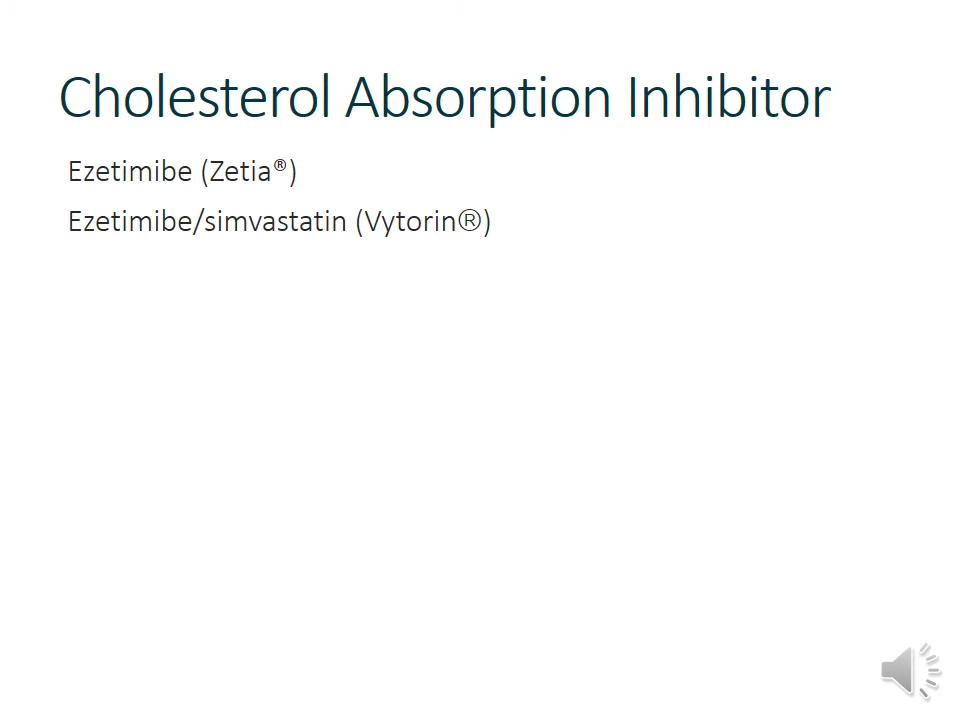 Cholesterol Absorption Inhibitor
Ezetimibe (Zetia®)
Ezetimibe/simvastatin (Vytorin®)